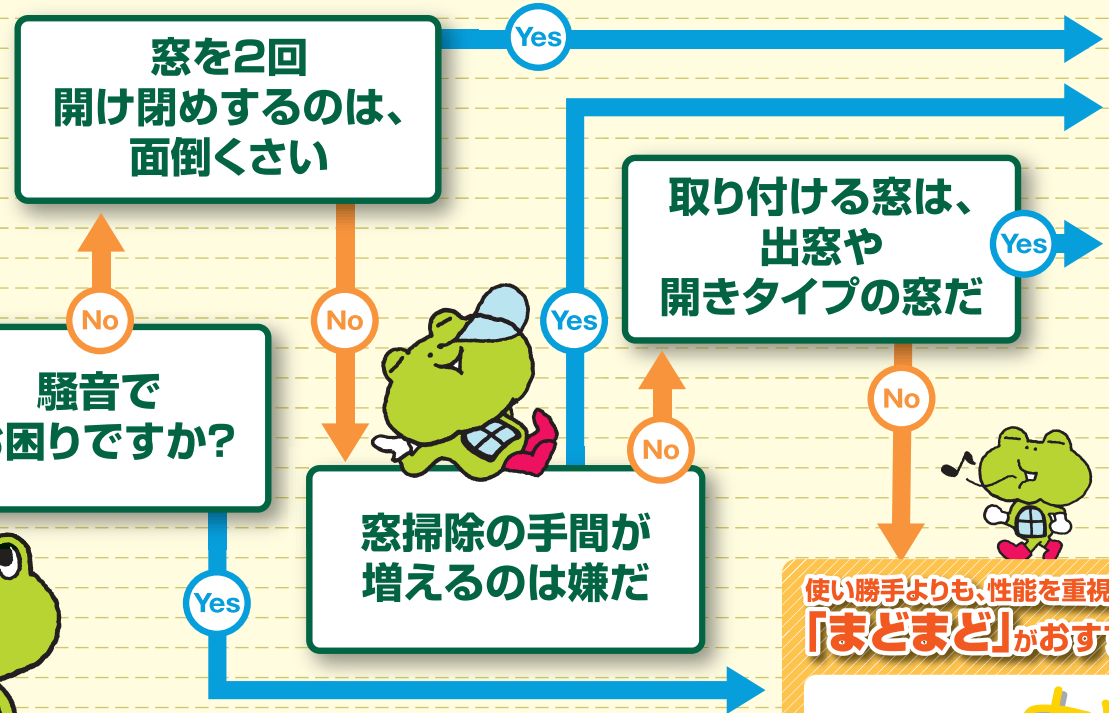 窓を2回
開け閉めするのは、
面倒くさい
Yes
No
No
騒音で
困りですか?
Yes
窓掃除の手間が
増えるのは嫌だ
Yes
No
取り付ける窓は、
出窓や
開きタイプの窓だ
Yes
No
使い勝手よりも、性能を重視
「まどまど」がおす